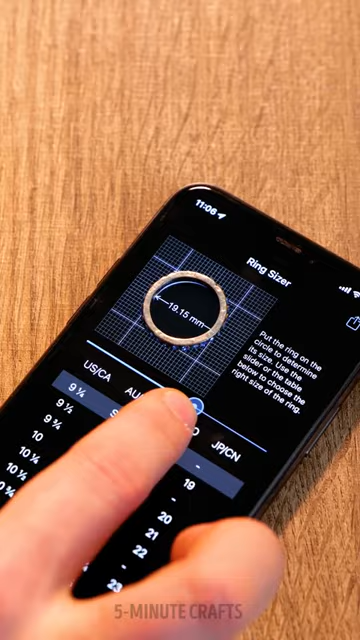 11:06
Ring Sizer
19.15 mm
Put the ring on the
circle to determine
its size. Use the
slider or the table
below to choose the
right size of the ring.
US/CA
JP/CN
9 ¼
-
9 ½
19
9 ¾
-
10
20
10 ¼
21
10 ½
22
-
23
5-MINUTE CRAFTS